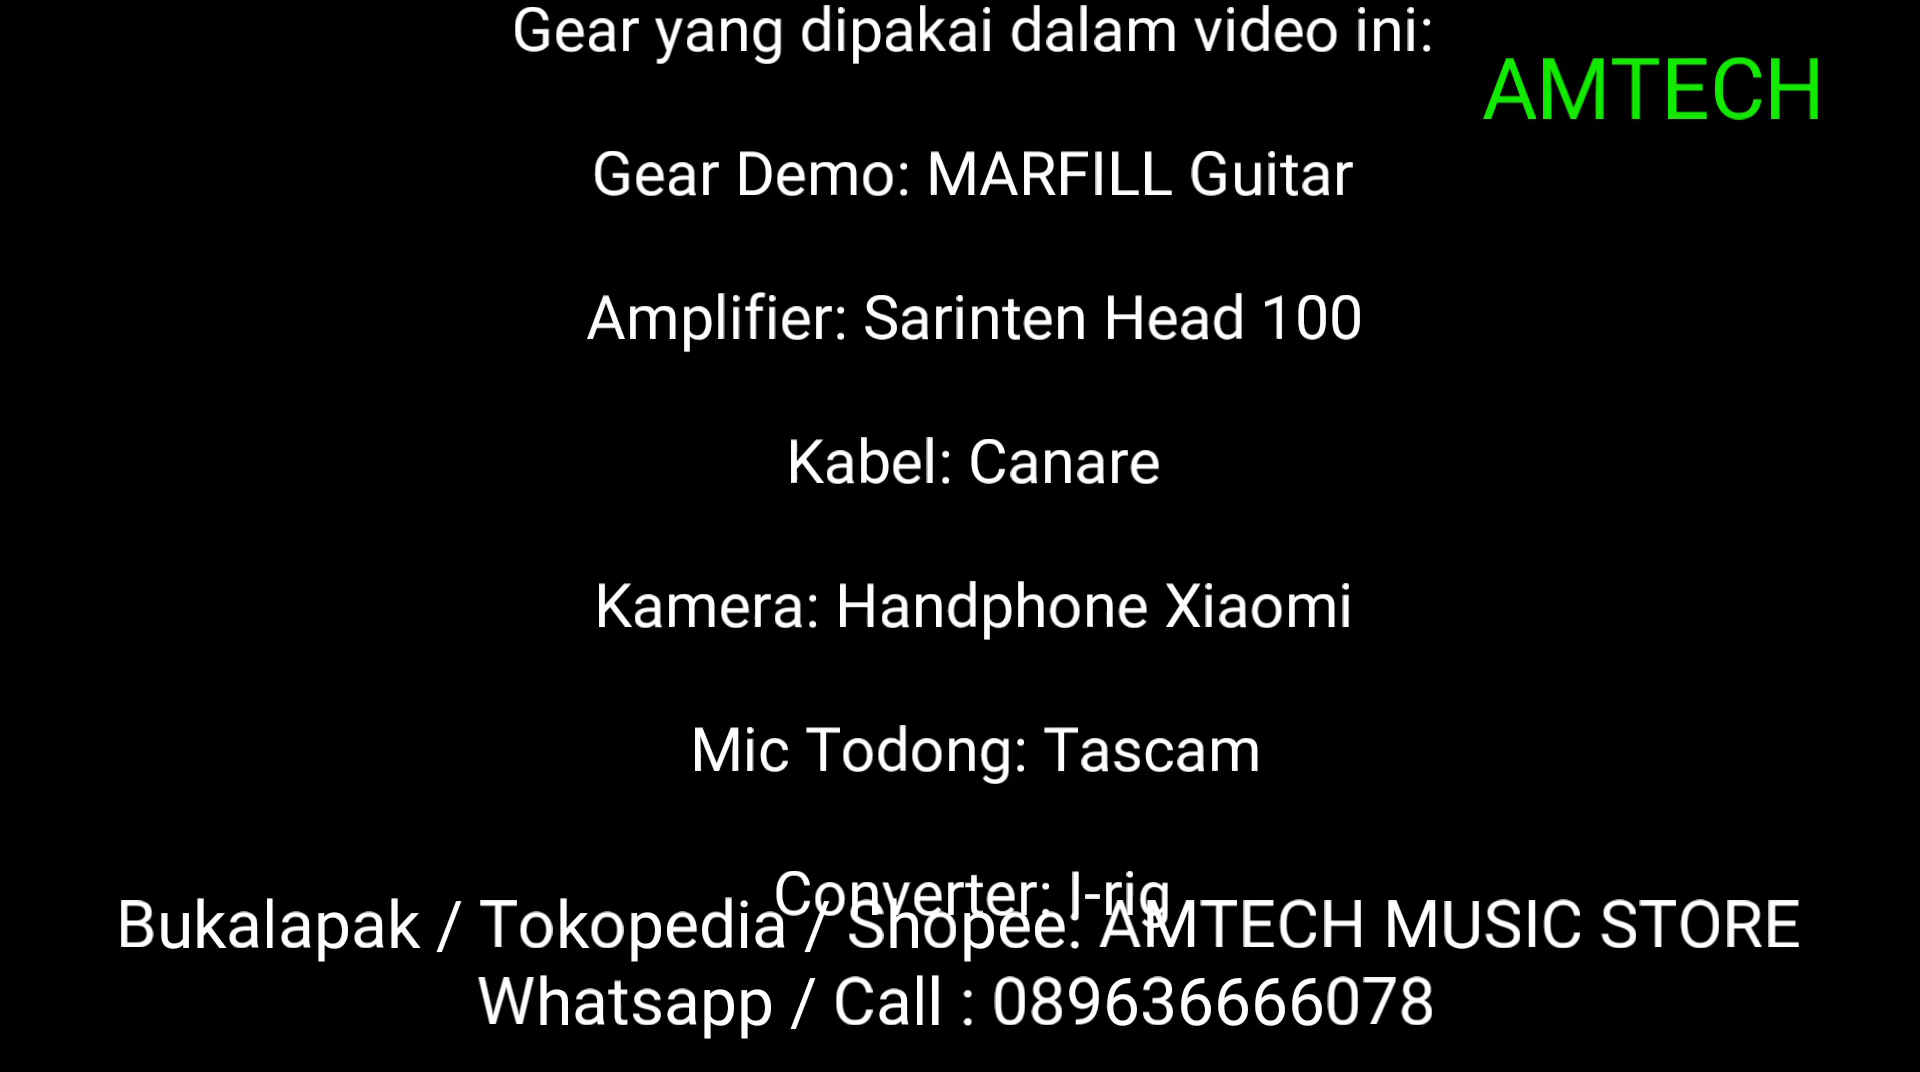 Gear yang dipakai dalam video ini:
AMTECH
Gear Demo: MARFILL Guitar
Amplifier: Sarinten Head 100
Kabel: Canare
Kamera: Handphone Xiaomi
Mic Todong: Tascam
Converter: I-rig
Bukalapak / Tokopedia / Shopee: AMTECH MUSIC STORE
Whatsapp / Call : 089636666078